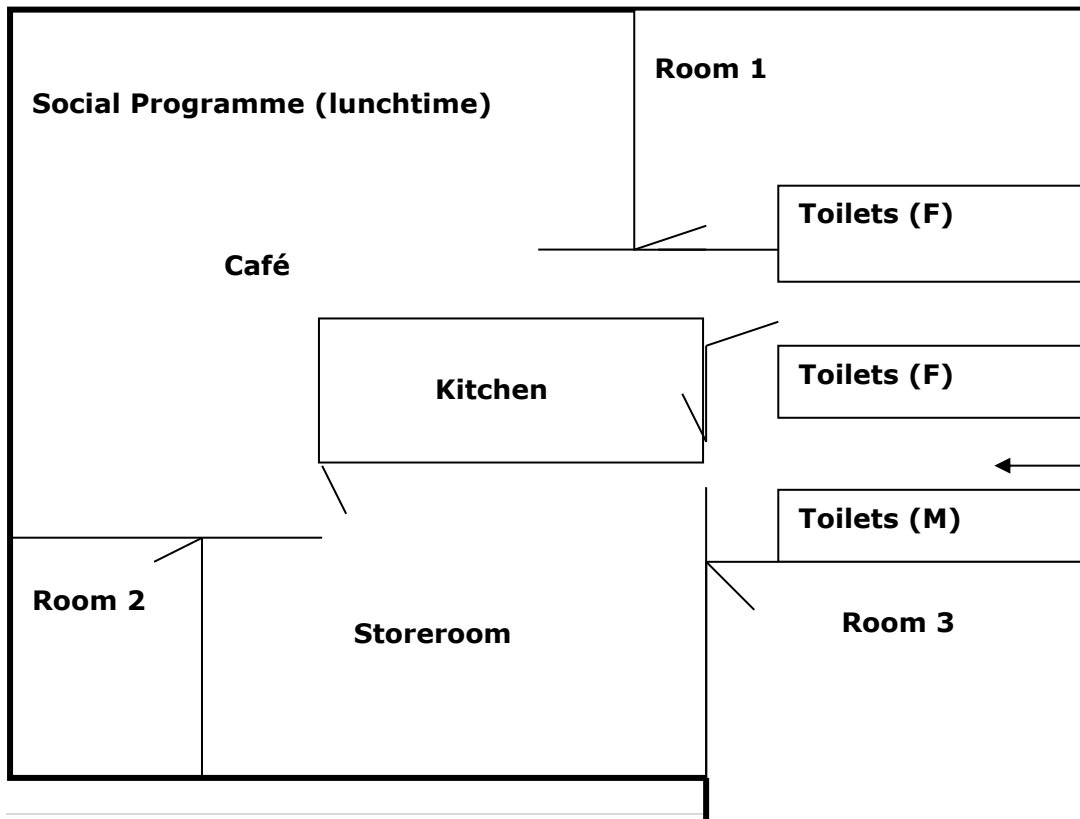 Room 1
Social Programme (lunchtime)
Toilets (F)
Café
Toilets (F)
Kitchen
Toilets (M)
Room 2
Room 3
Storeroom